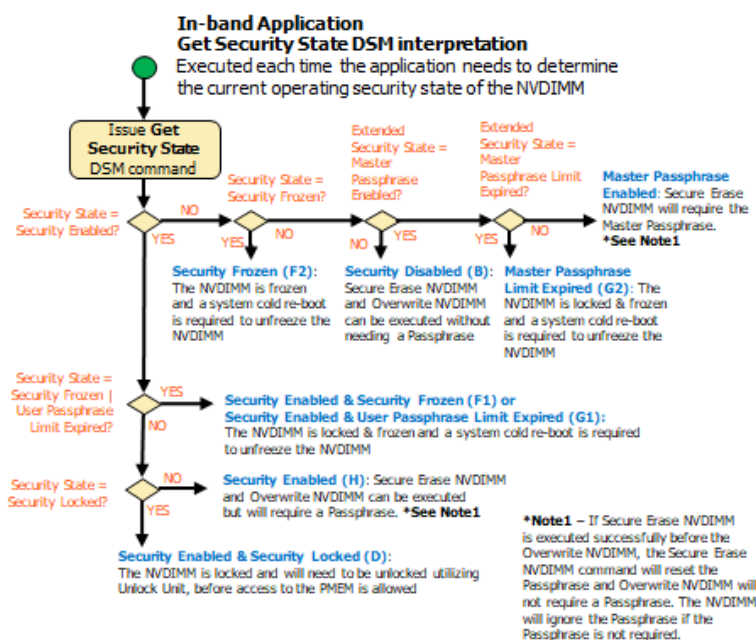 In-band Application
Get Security State DSM interpretation
Executed each time the application needs to determine
the current operating security state of the NVDIMM
Issue Get
Security State
DSM command
Security State =
Security Enabled?
NO
YES
Security State =
Security Frozen?
YES
NO
Extended
Security State =
Master
Passphrase
Enabled?
NO
YES
Extended
Security State =
Master
Passphrase Limit
Expired?
YES
NO
Master Passphrase
Enabled: Secure Erase
NVDIMM will require the
Master Passphrase.
*See Note1
Security Frozen (F2):
The NVDIMM is frozen
and a system cold re-boot
is required to unfreeze the
NVDIMM
Security Disabled (B):
Secure Erase NVDIMM
and Overwrite NVDIMM
can be executed without
needing a Passphrase
Master Passphrase
Limit Expired (G2): The
NVDIMM is locked & frozen
and a system cold re-boot
is required to unfreeze the
NVDIMM
Security State =
Security Frozen |
User Passphrase
Limit Expired?
YES
NO
Security Enabled & Security Frozen (F1) or
Security Enabled & User Passphrase Limit Expired (G1):
The NVDIMM is locked & frozen and a system cold re-boot is required
to unfreeze the NVDIMM
Security State =
Security Locked?
NO
YES
Security Enabled (H): Secure Erase NVDIMM
and Overwrite NVDIMM can be executed
but will require a Passphrase. *See Note1
Security Enabled & Security Locked (D):
The NVDIMM is locked and will need to be unlocked utilizing
Unlock Unit, before access to the PMEM is allowed
*Note1 – If Secure Erase NVDIMM
is executed successfully before the
Overwrite NVDIMM, the Secure Erase
NVDIMM command will reset the
Passphrase and Overwrite NVDIMM will
not require a Passphrase. The NVDIMM
will ignore the Passphrase if the
Passphrase is not required.